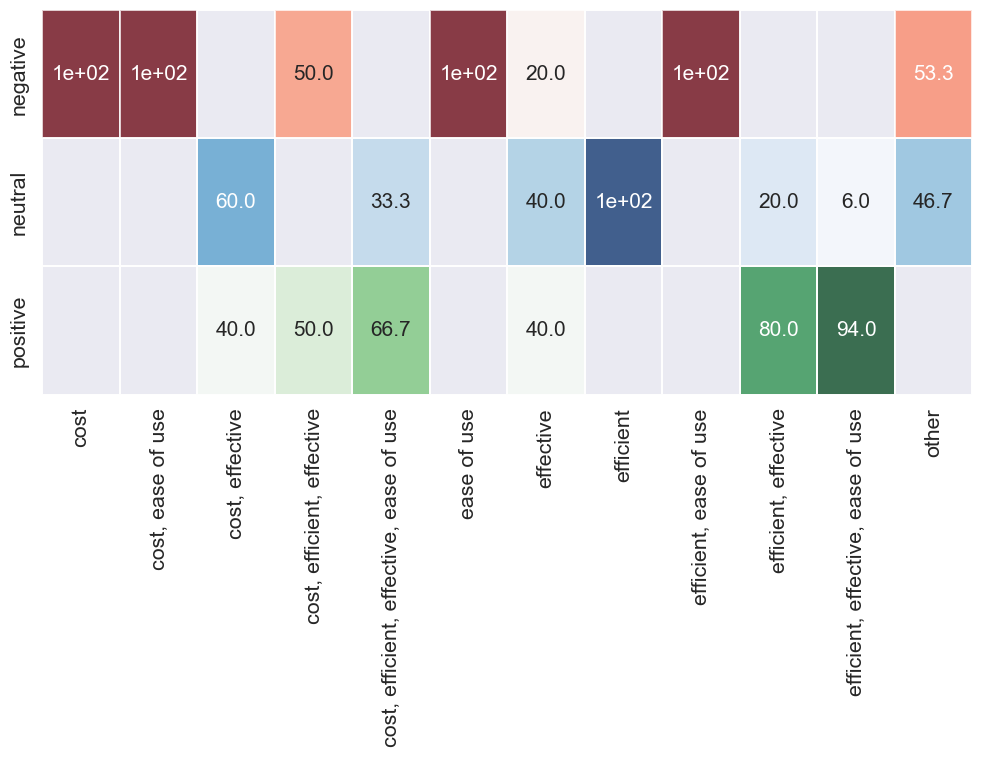 negative
1e+02 1e+02 50.0 1e+02 20.0 1e+02 53.3
neutral
60.0 33.3 40.0 1e+02 20.0 6.0 46.7
positive
40.0 50.0 66.7 40.0 80.0 94.0
cost
cost, ease of use
cost, effective
cost, efficient, effective
cost, efficient, effective, ease of use
ease of use
effective
efficient
efficient, ease of use
efficient, effective
efficient, effective, ease of use
other